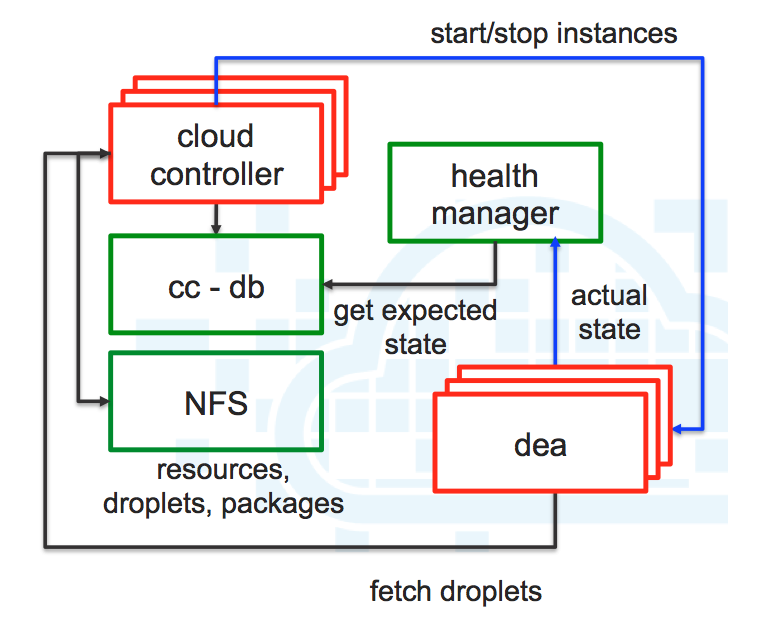 start/stop instances
cloud
controller
health
manager
cc - db
get expected
state
actual
state
NFS
resources,
droplets, packages
dea
fetch droplets